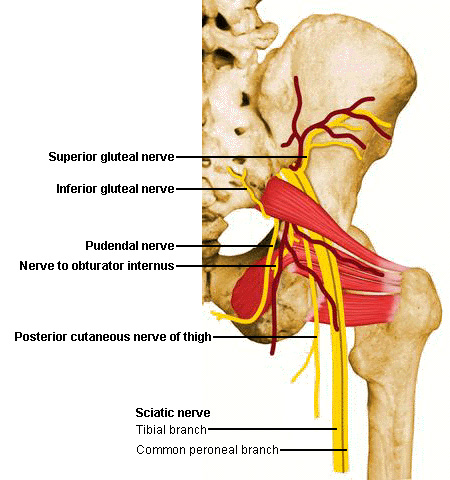 Superior gluteal nerve
Inferior gluteal nerve
Pudendal nerve
Nerve to obturator internus
Posterior cutaneous nerve of thigh
Sciatic nerve
Tibial branch
Common peroneal branch